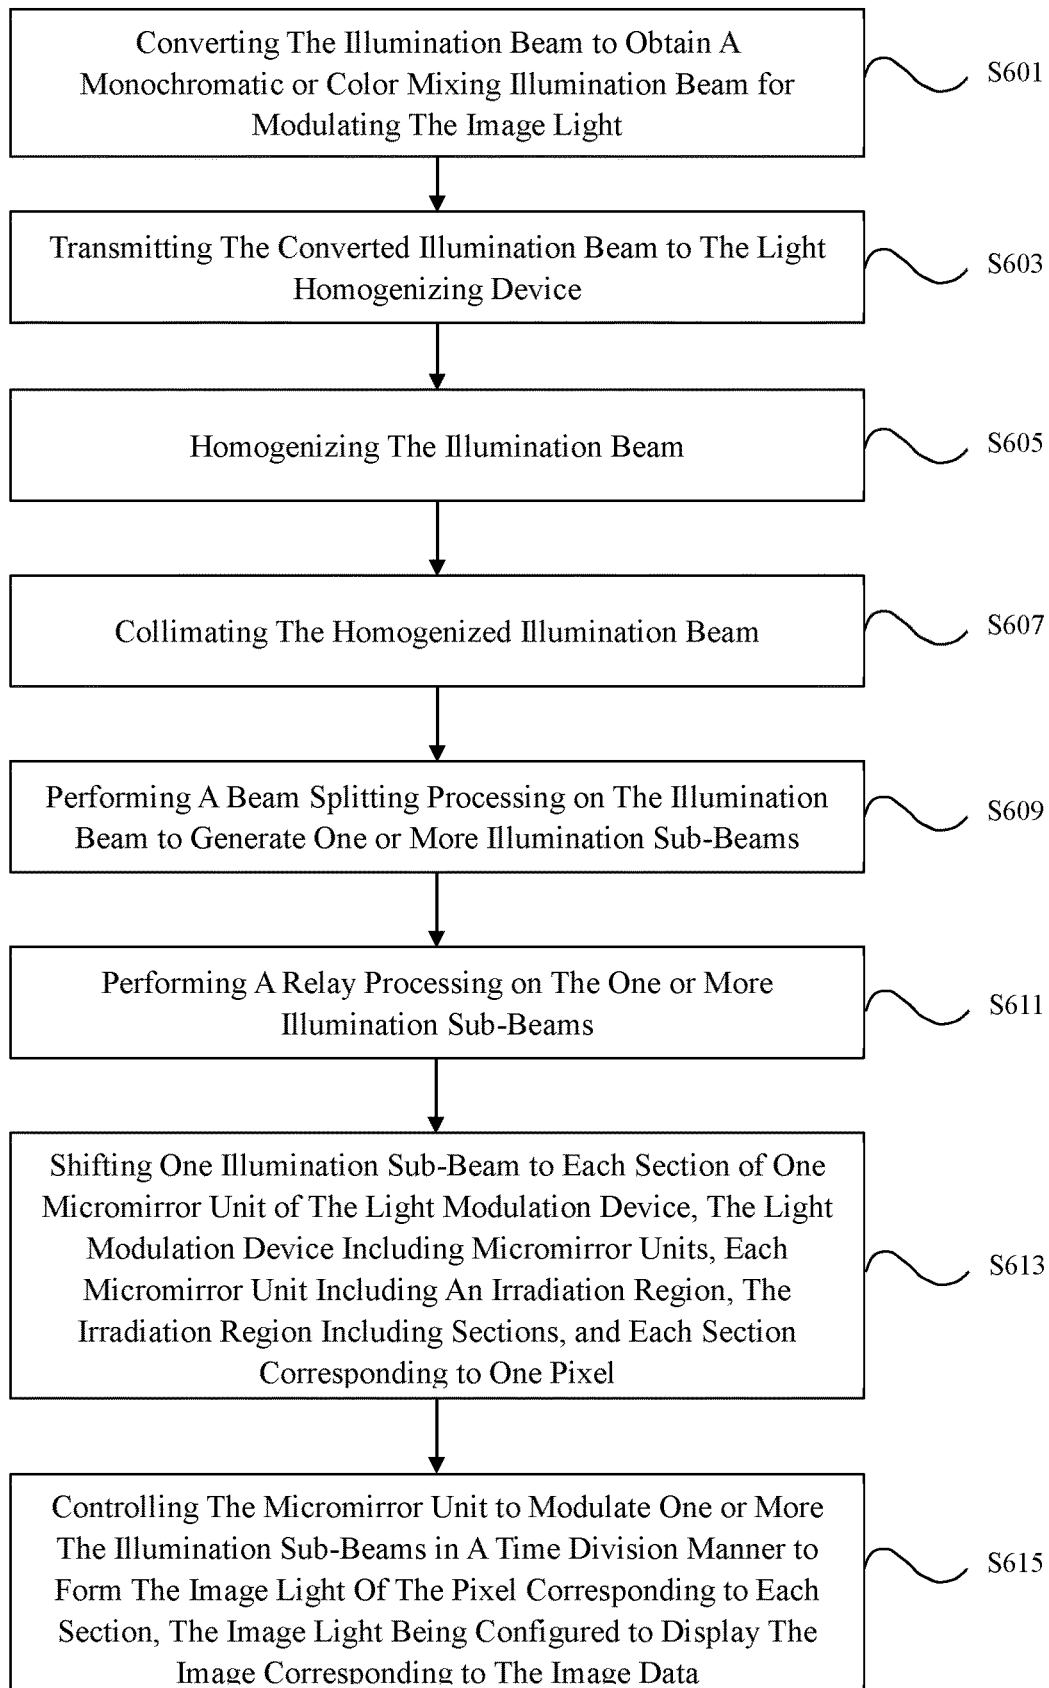 Converting The Illumination Beam to Obtain A
Monochromatic or Color Mixing Illumination Beam for
Modulating The Image Light
S601
Transmitting The Converted Illumination Beam to The Light
Homogenizing Device
S603
Homogenizing The Illumination Beam
S605
Collimating The Homogenized Illumination Beam
S607
Performing A Beam Splitting Processing on The Illumination
Beam to Generate One or More Illumination Sub-Beams
S609
Performing A Relay Processing on The One or More
Illumination Sub-Beams
S611
Shifting One Illumination Sub-Beam to Each Section of One
Micromirror Unit of The Light Modulation Device, The Light
Modulation Device Including Micromirror Units, Each
Micromirror Unit Including An Irradiation Region, The
Irradiation Region Including Sections, and Each Section
Corresponding to One Pixel
S613
Controlling The Micromirror Unit to Modulate One or More
The Illumination Sub-Beams in A Time Division Manner to
Form The Image Light Of The Pixel Corresponding to Each
Section, The Image Light Being Configured to Display The
Image Corresponding to The Image Data
S615